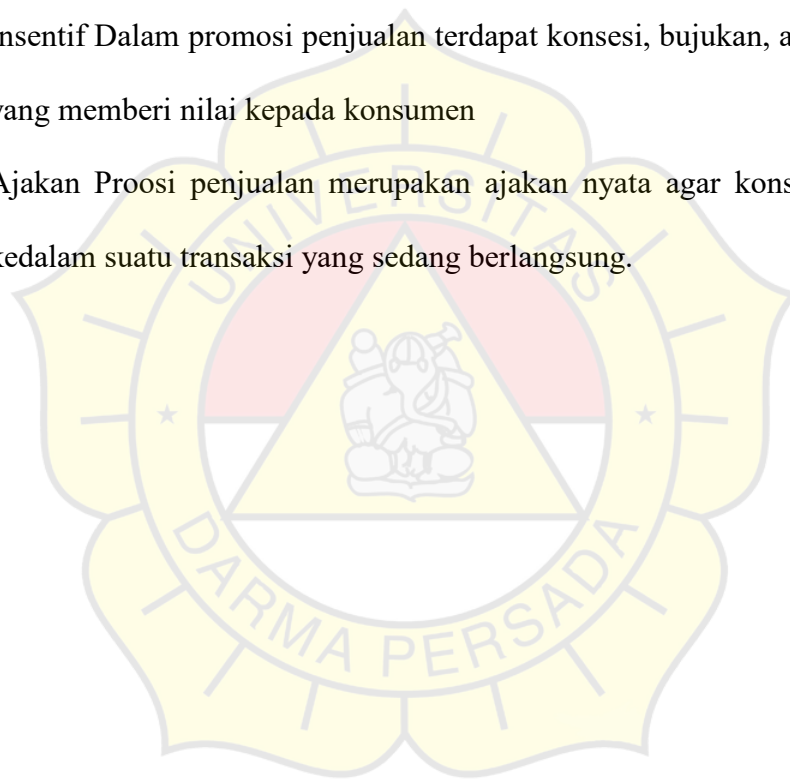 nsentif Dalam promosi penjualan terdapat konsesi, bujukan, a
yang memberi nilai kepada konsumen
Ajakan Proosi penjualan merupakan ajakan nyata agar kons
kedalam suatu transaksi yang sedang berlangsung.
UNIVERSITAS
DARMA PERSADA